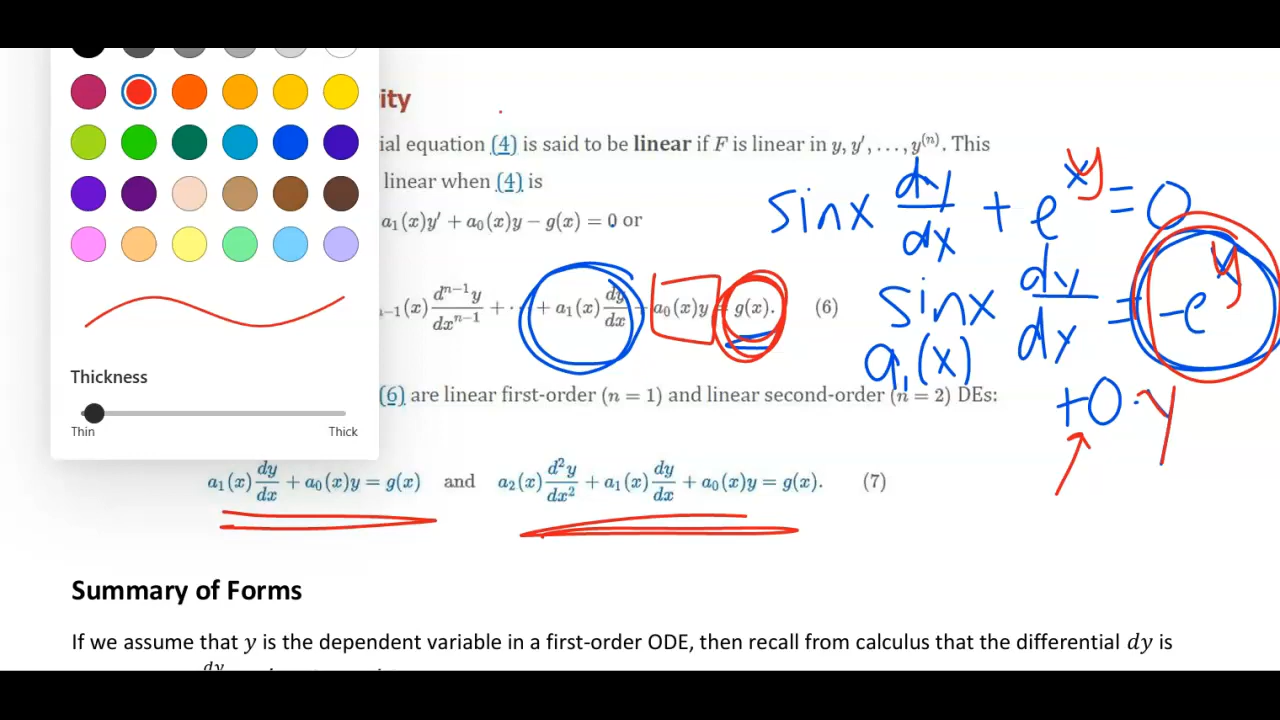 ity
ial equation (4) is said to be linear if F is linear in y, y′, . . . , y⁽ⁿ⁾. This
linear when (4) is
a₁(x)y′ + a₀(x)y − g(x) = 0 or
sinx dy/dx + e^xy = 0
₋₁(x) dⁿ⁻¹y/dxⁿ⁻¹ + · · · + a₁(x) dy/dx + a₀(x)y = g(x). (6)
sinx dy/dx = -e^y
a₁(x)
+0·y
Thickness
Thin Thick
(6) are linear first-order (n = 1) and linear second-order (n = 2) DEs:
a₁(x) dy/dx + a₀(x)y = g(x) and a₂(x) d²y/dx² + a₁(x) dy/dx + a₀(x)y = g(x). (7)
Summary of Forms
If we assume that y is the dependent variable in a first-order ODE, then recall from calculus that the differential dy is
dy